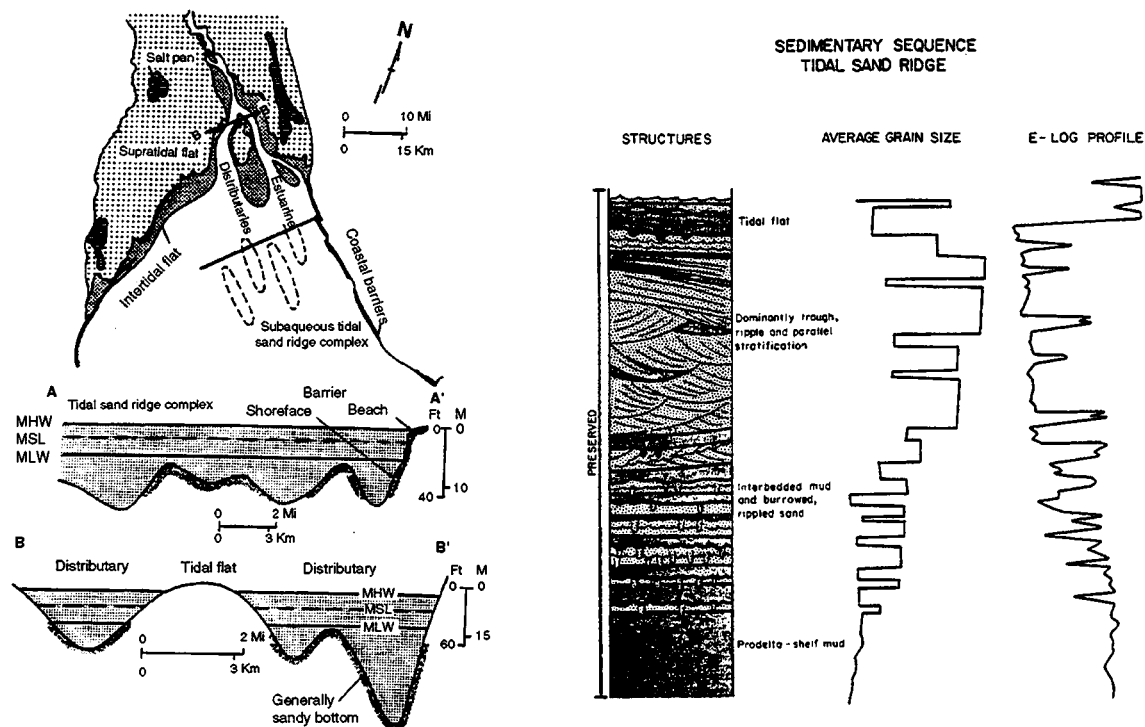 N
Salt pan
0 10 Mi
0 15 Km
B
Supratidal flat
Distributaries
Estuarine
Intertidal flat
Coastal barriers
Subaqueous tidal
sand ridge complex
A
A'
Tidal sand ridge complex
Barrier
Shoreface
Beach
Ft M
MHW
0 0
MSL
MLW
10
40
0 2 Mi
0 3 Km
B
B'
Distributary
Tidal flat
Distributary
Ft M
MHW
0 0
MSL
MLW
15
60
0 2 Mi
0 3 Km
Generally
sandy bottom
SEDIMENTARY SEQUENCE
TIDAL SAND RIDGE
STRUCTURES
AVERAGE GRAIN SIZE
E-LOG PROFILE
PRESERVED
Tidal flat
Dominantly trough,
ripple and parallel
stratification
Interbedded mud
and burrowed,
rippled sand
Prodelta-shelf mud